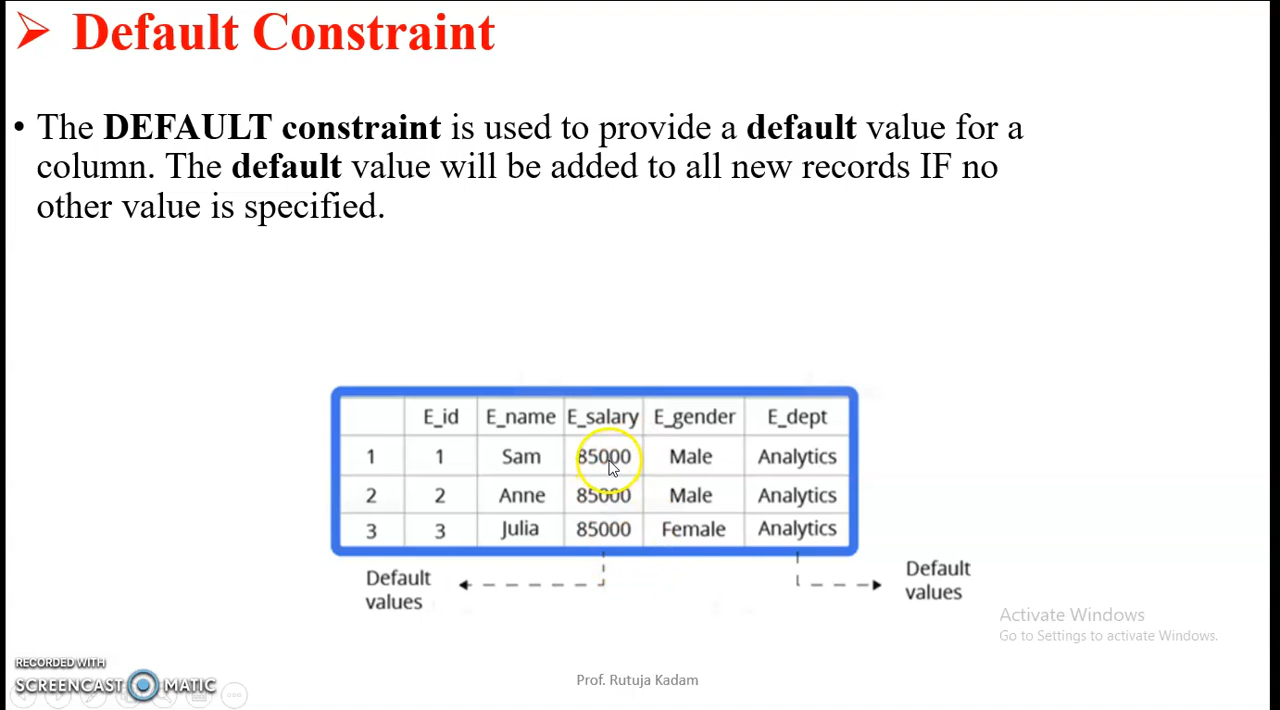 ➢ Default Constraint
• The DEFAULT constraint is used to provide a default value for a
column. The default value will be added to all new records IF no
other value is specified.
E_id E_name E_salary E_gender E_dept
1 1 Sam 85000 Male Analytics
2 2 Anne 85000 Male Analytics
3 3 Julia 85000 Female Analytics
Default
values
Default
values
Activate Windows
Go to Settings to activate Windows.
RECORDED WITH
SCREENCAST MATIC
Prof. Rutuja Kadam